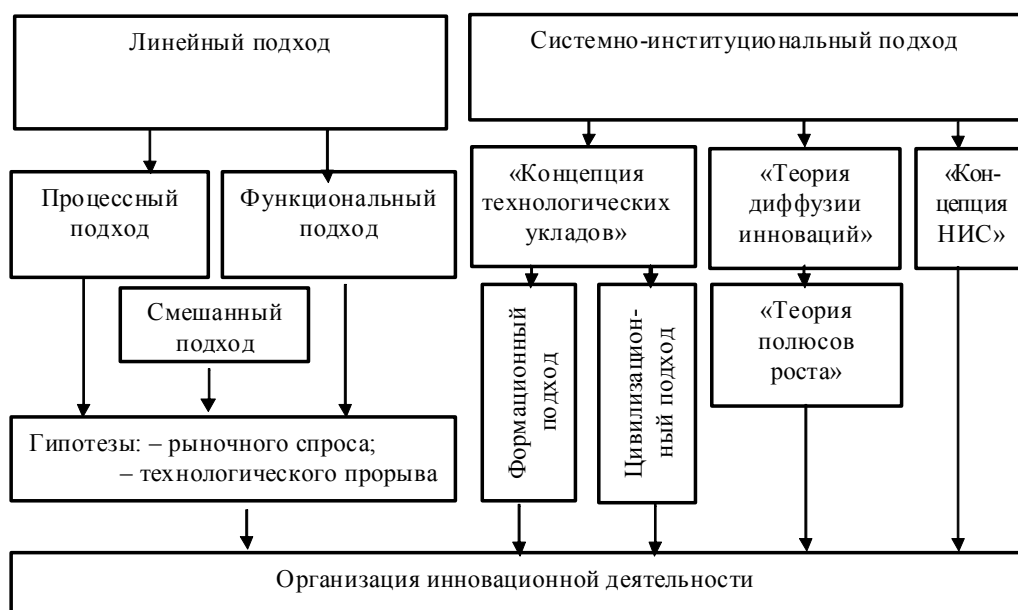 Линейный подход
Системно-институциональный подход
Процессный
подход
Функциональный
подход
«Концепция
технологических
укладов»
«Теория
диффузии
инноваций»
«Кон-
цепция
НИС»
Смешанный
подход
Формационный
подход
Цивилизацион-
ный подход
«Теория
полюсов
роста»
Гипотезы: – рыночного спроса;
– технологического прорыва
Организация инновационной деятельности